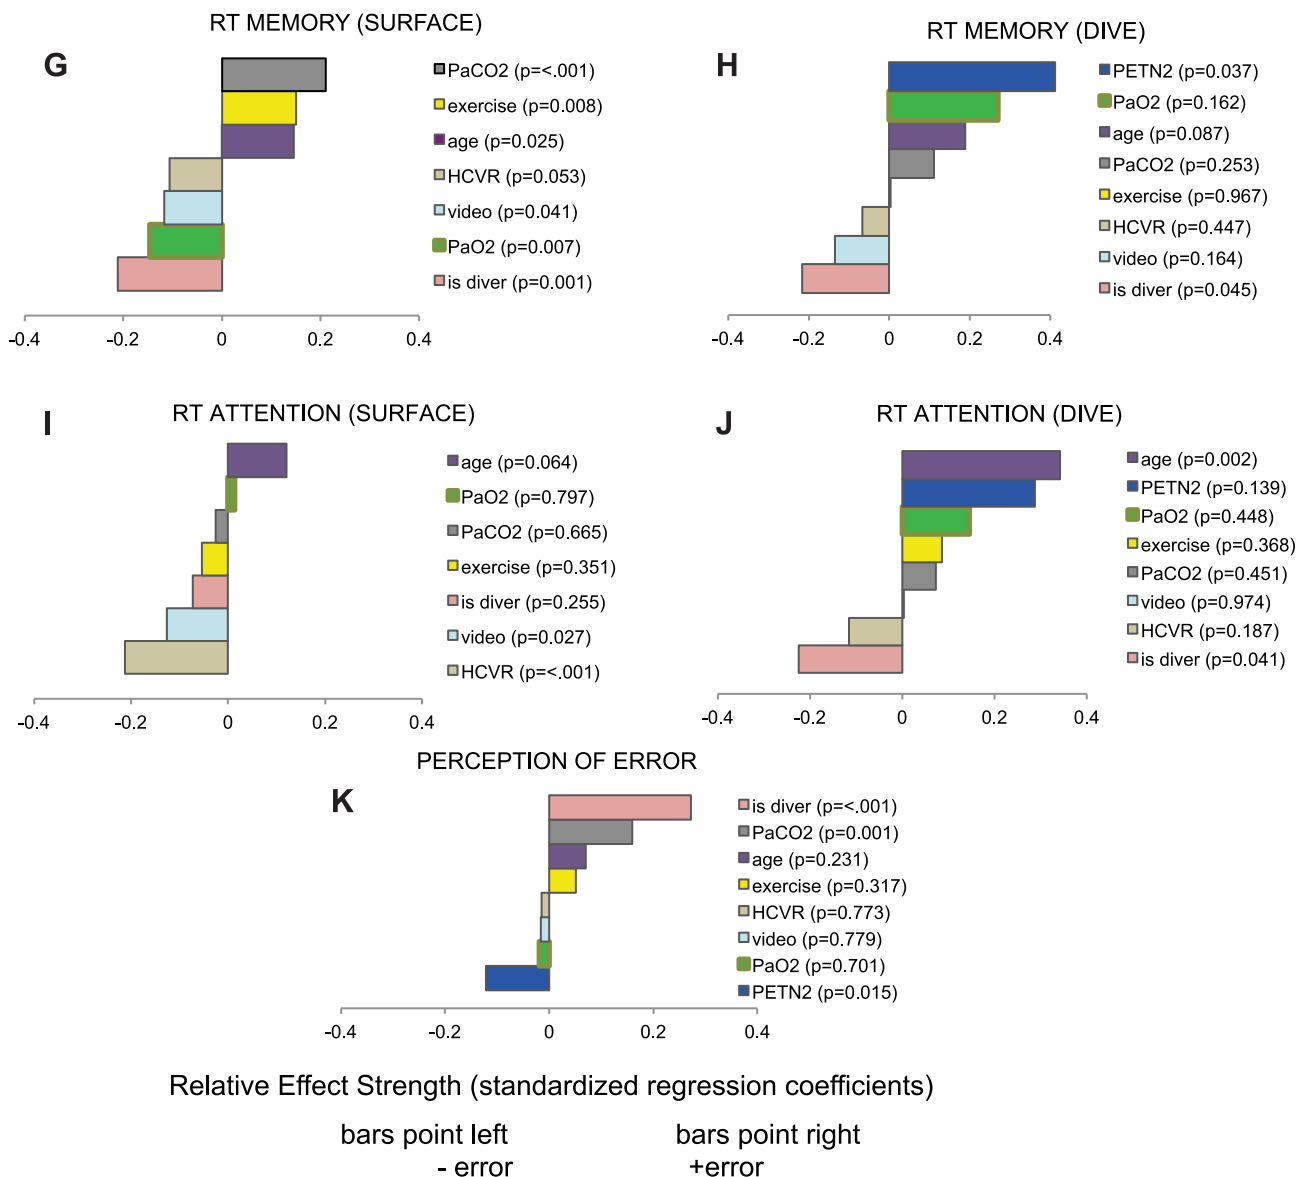 RT MEMORY (SURFACE)
G
PaCO2 (p=<.001)
exercise (p=0.008)
age (p=0.025)
HCVR (p=0.053)
video (p=0.041)
PaO2 (p=0.007)
is diver (p=0.001)
-0.4 -0.2 0 0.2 0.4
RT MEMORY (DIVE)
H
PETN2 (p=0.037)
PaO2 (p=0.162)
age (p=0.087)
PaCO2 (p=0.253)
exercise (p=0.967)
HCVR (p=0.447)
video (p=0.164)
is diver (p=0.045)
-0.4 -0.2 0 0.2 0.4
RT ATTENTION (SURFACE)
I
age (p=0.064)
PaO2 (p=0.797)
PaCO2 (p=0.665)
exercise (p=0.351)
is diver (p=0.255)
video (p=0.027)
HCVR (p=<.001)
-0.4 -0.2 0 0.2 0.4
RT ATTENTION (DIVE)
J
age (p=0.002)
PETN2 (p=0.139)
PaO2 (p=0.448)
exercise (p=0.368)
PaCO2 (p=0.451)
video (p=0.974)
HCVR (p=0.187)
is diver (p=0.041)
-0.4 -0.2 0 0.2 0.4
PERCEPTION OF ERROR
K
is diver (p=<.001)
PaCO2 (p=0.001)
age (p=0.231)
exercise (p=0.317)
HCVR (p=0.773)
video (p=0.779)
PaO2 (p=0.701)
PETN2 (p=0.015)
-0.4 -0.2 0 0.2 0.4
Relative Effect Strength (standardized regression coefficients)
bars point left bars point right
- error +error